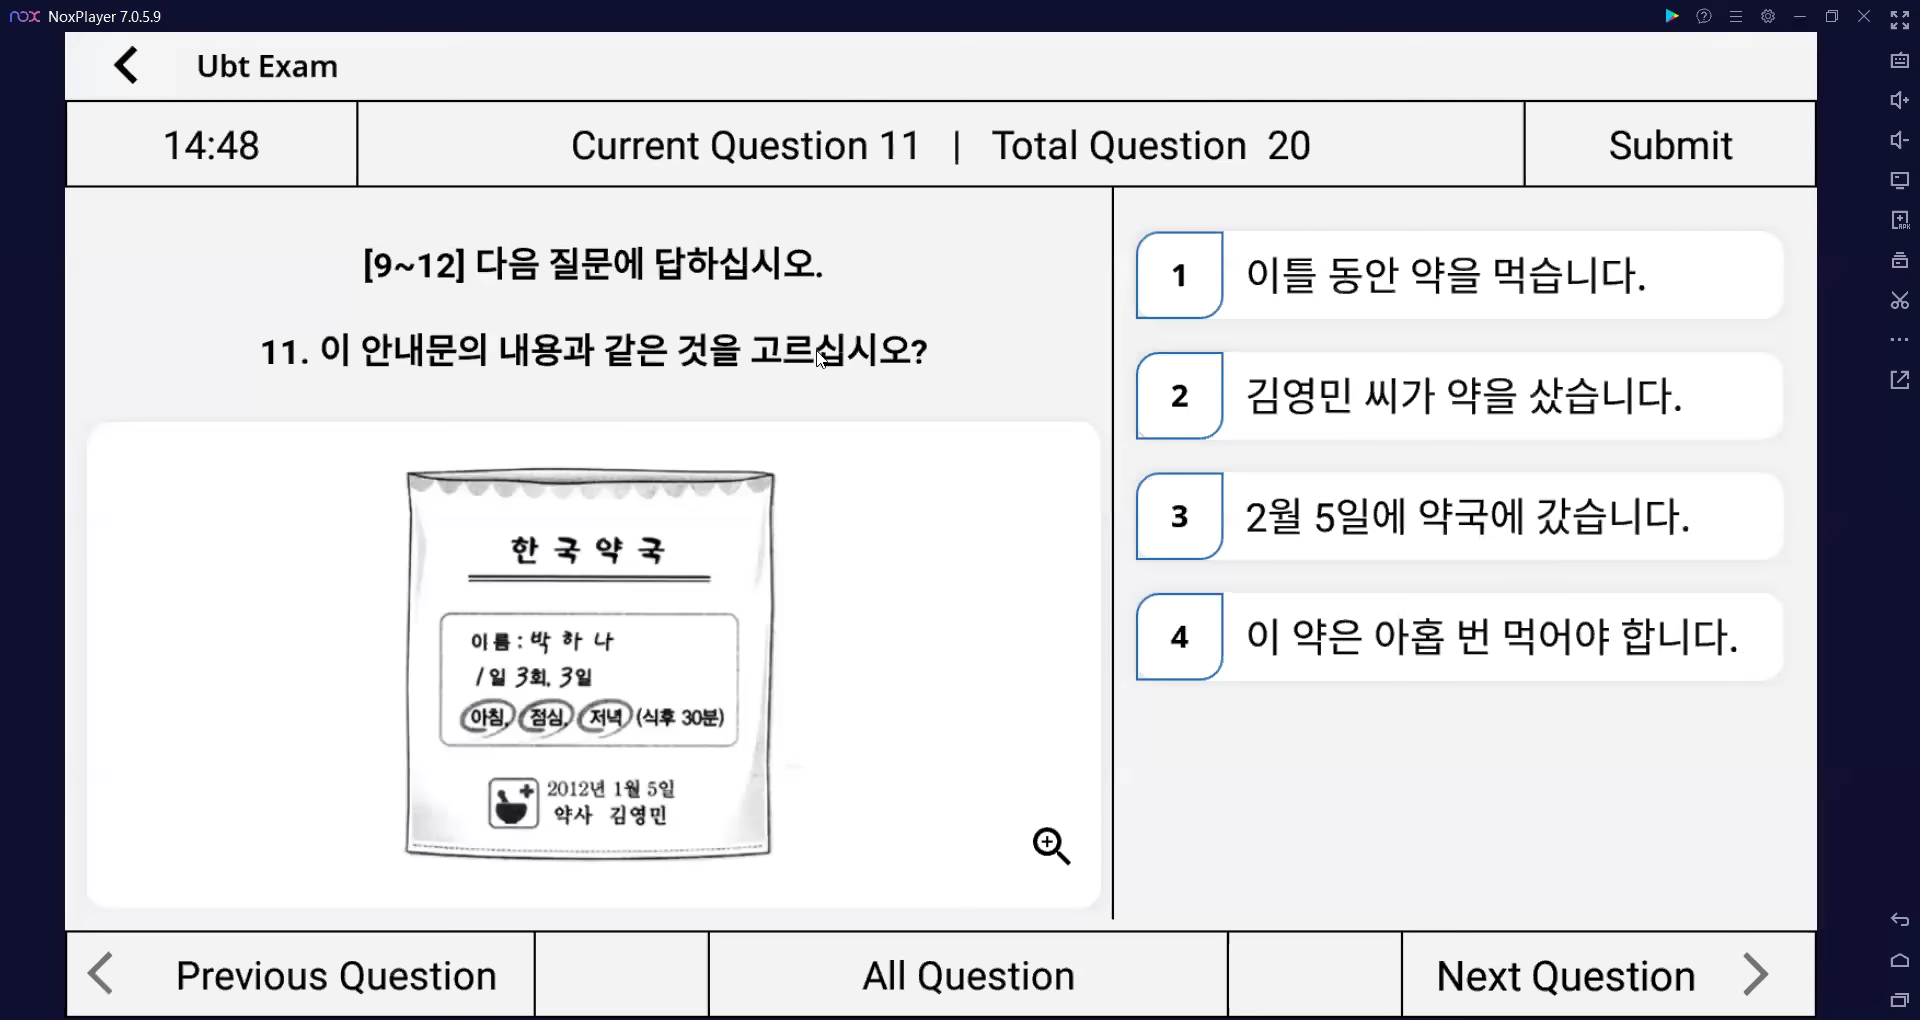 NoxPlayer 7.0.5.9
Ubt Exam
14:48
Current Question 11 | Total Question 20
Submit
[9~12] 다음 질문에 답하십시오.
11. 이 안내문의 내용과 같은 것을 고르십시오?
한국약국
이름 : 박하나
1일 3회, 3일
아침, 점심, 저녁 (식후 30분)
2012년 1월 5일
약사 김영민
1 이틀 동안 약을 먹습니다.
2 김영민 씨가 약을 샀습니다.
3 2월 5일에 약국에 갔습니다.
4 이 약은 아홉 번 먹어야 합니다.
Previous Question
All Question
Next Question